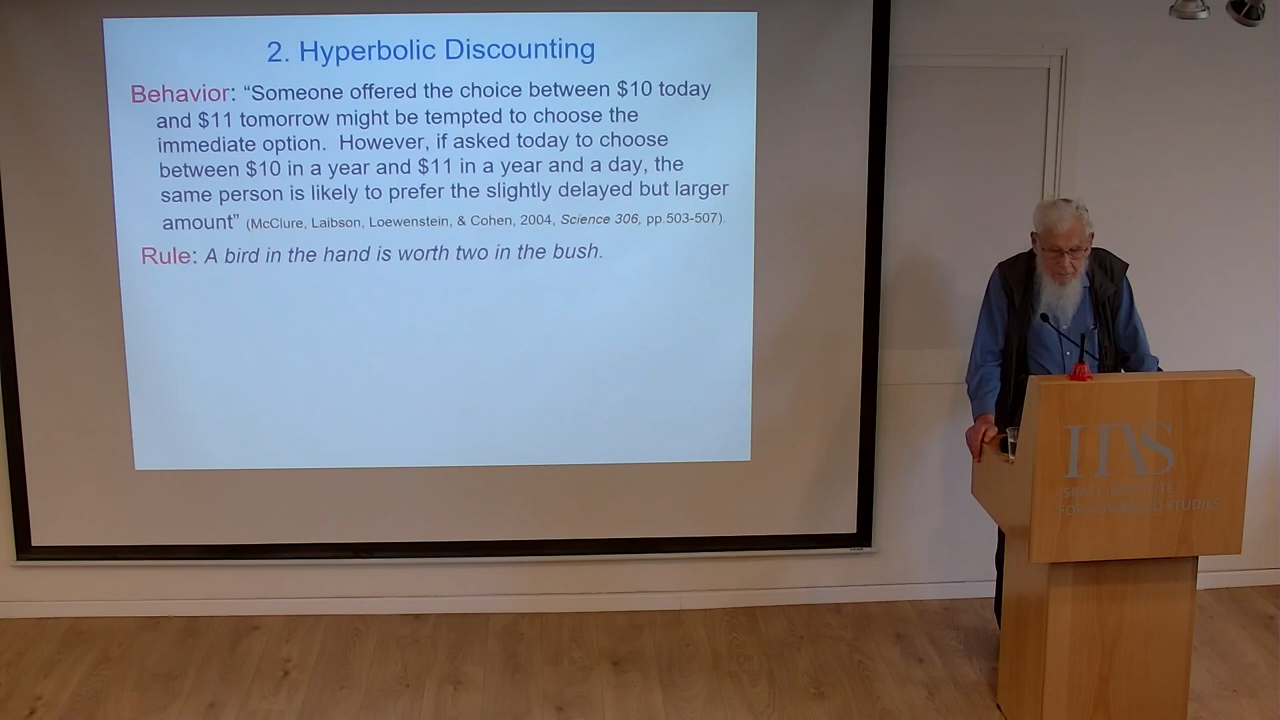 2. Hyperbolic Discounting
Behavior: “Someone offered the choice between $10 today
and $11 tomorrow might be tempted to choose the
immediate option. However, if asked today to choose
between $10 in a year and $11 in a year and a day, the
same person is likely to prefer the slightly delayed but larger
amount” (McClure, Laibson, Loewenstein, & Cohen, 2004, Science 306, pp.503-507).
Rule: A bird in the hand is worth two in the bush.
IIAS
ISRAEL INSTITUTE
FOR ADVANCED STUDIES